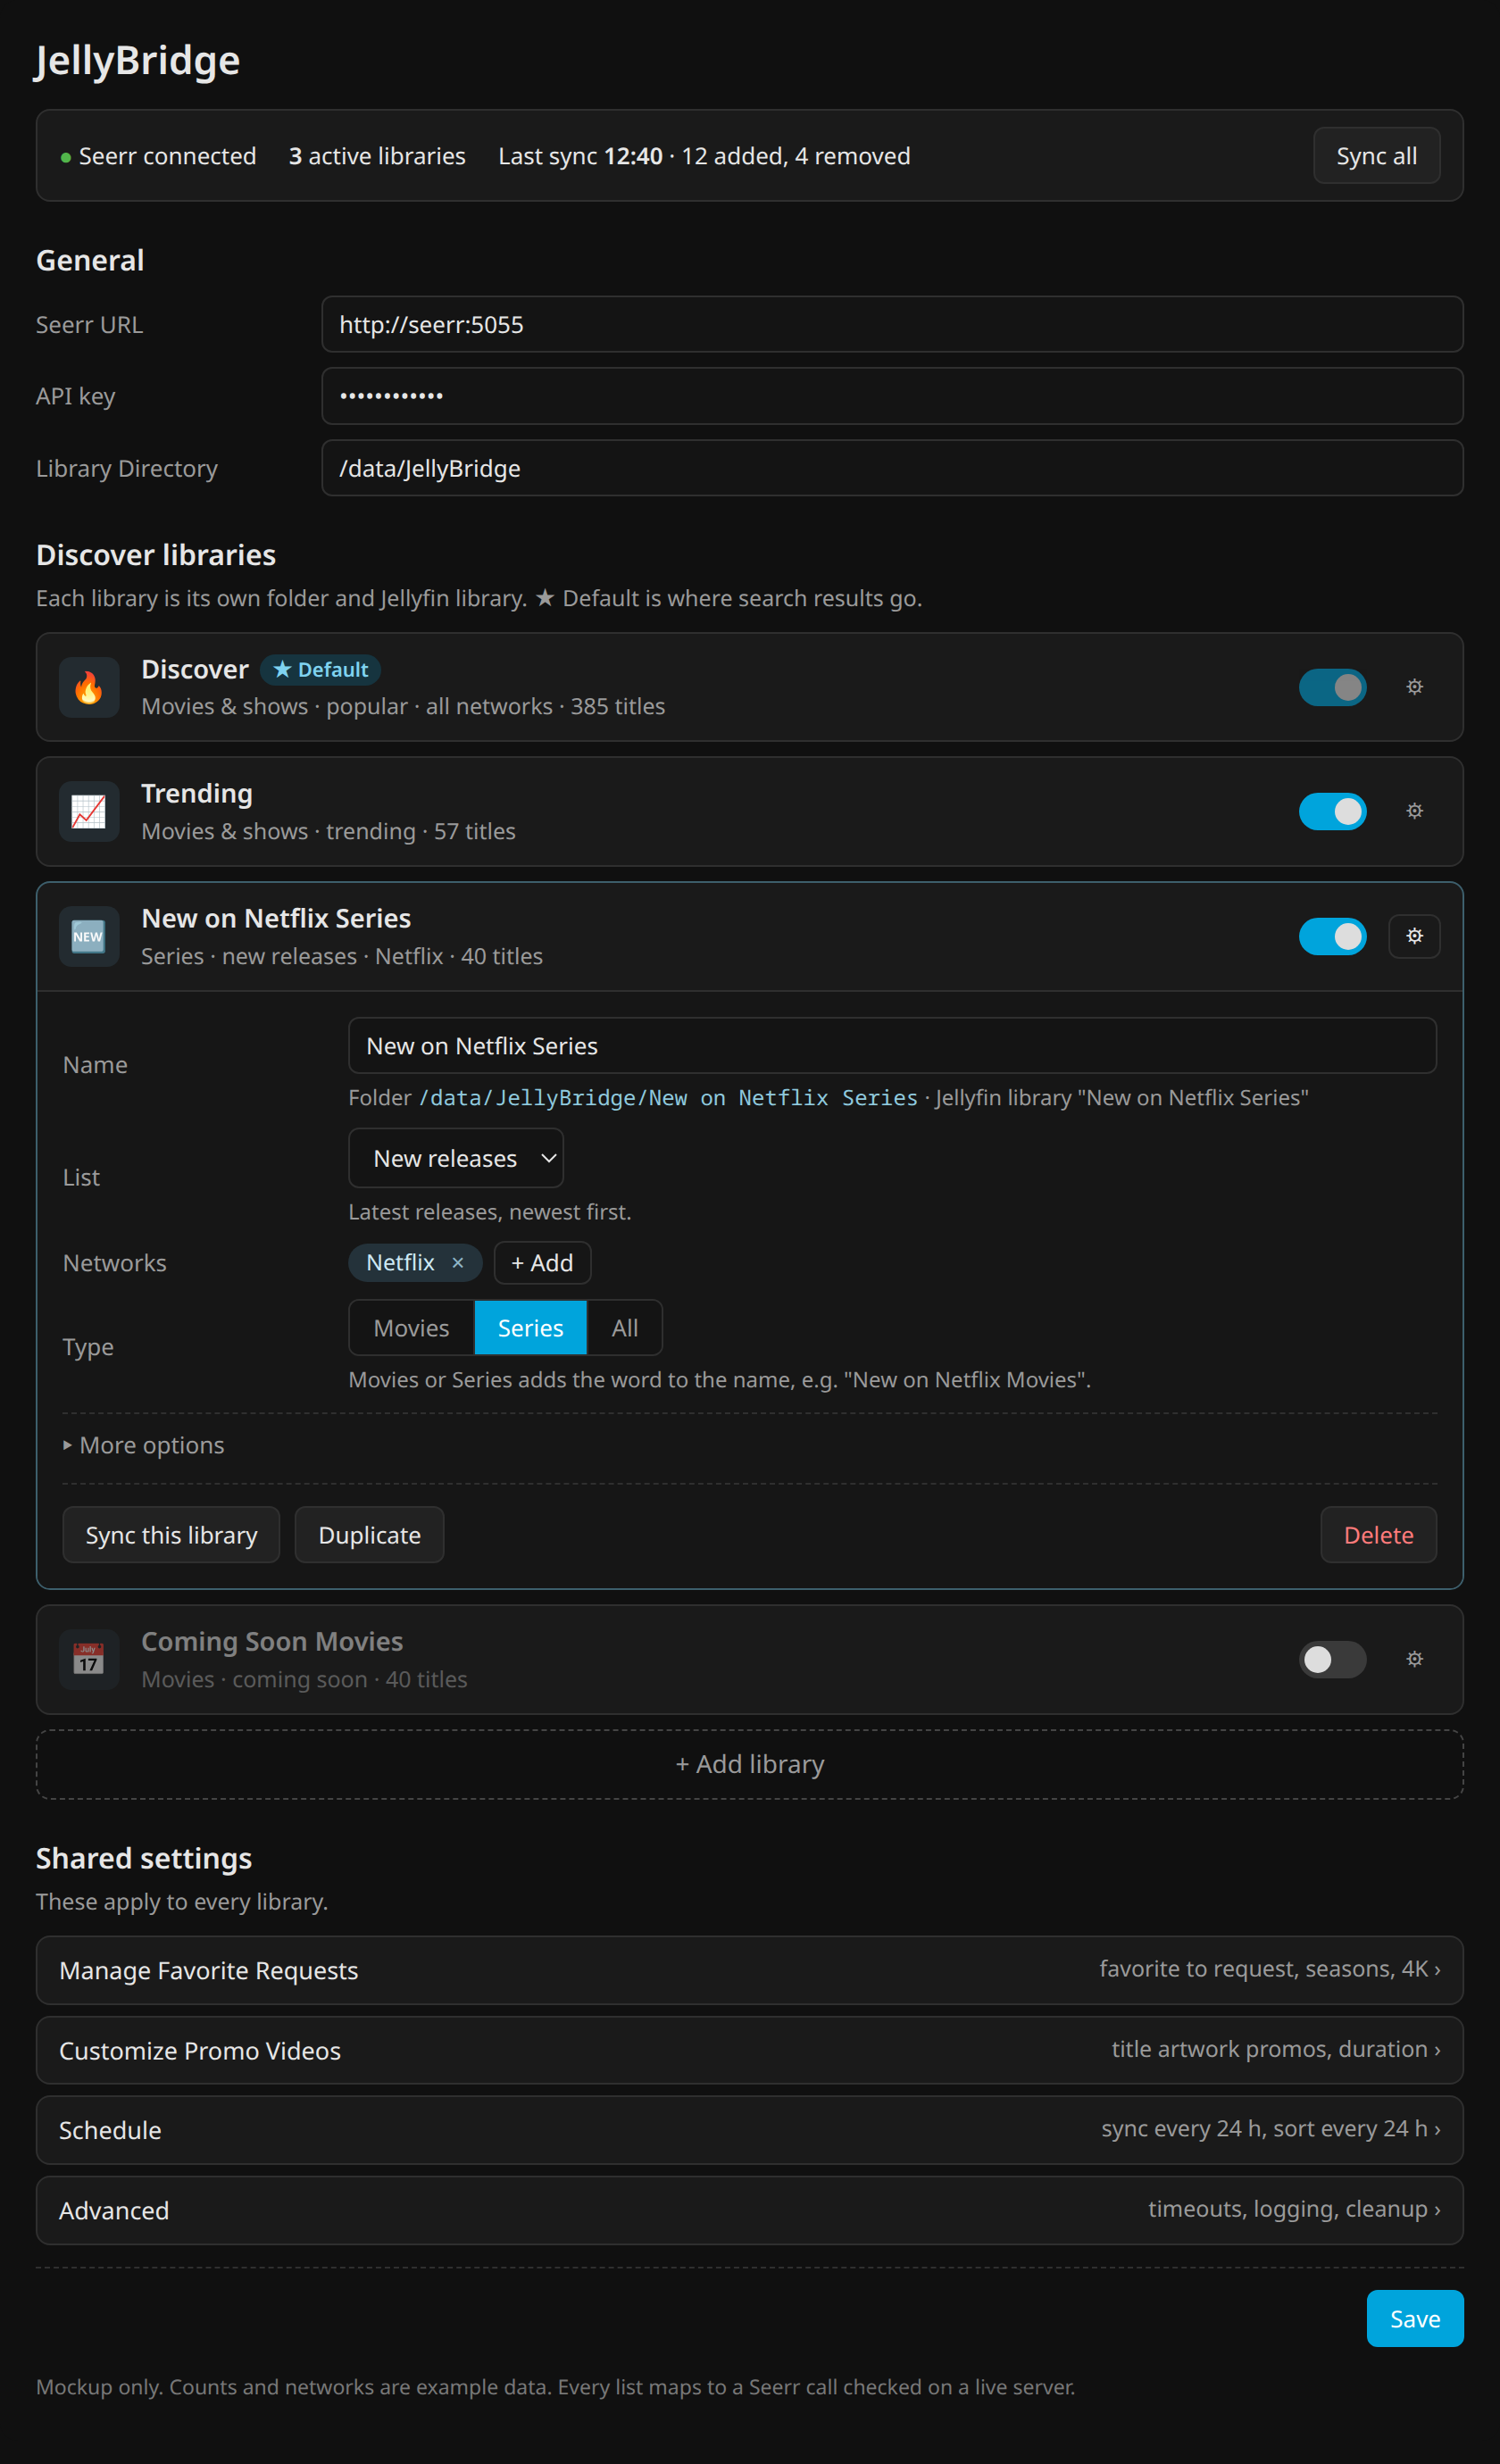 JellyBridge
● Seerr connected 3 active libraries Last sync 12:40 · 12 added, 4 removed Sync all
General
Seerr URL http://seerr:5055
API key ••••••••••••
Library Directory /data/JellyBridge
Discover libraries
Each library is its own folder and Jellyfin library. ★ Default is where search results go.
Discover ★ Default
Movies & shows · popular · all networks · 385 titles
Trending
Movies & shows · trending · 57 titles
NEW
New on Netflix Series
Series · new releases · Netflix · 40 titles
Name New on Netflix Series
Folder /data/JellyBridge/New on Netflix Series · Jellyfin library "New on Netflix Series"
List New releases
Latest releases, newest first.
Networks Netflix × + Add
Type Movies Series All
Movies or Series adds the word to the name, e.g. "New on Netflix Movies".
▸ More options
Sync this library Duplicate Delete
July
17
Coming Soon Movies
Movies · coming soon · 40 titles
+ Add library
Shared settings
These apply to every library.
Manage Favorite Requests favorite to request, seasons, 4K ›
Customize Promo Videos title artwork promos, duration ›
Schedule sync every 24 h, sort every 24 h ›
Advanced timeouts, logging, cleanup ›
Save
Mockup only. Counts and networks are example data. Every list maps to a Seerr call checked on a live server.